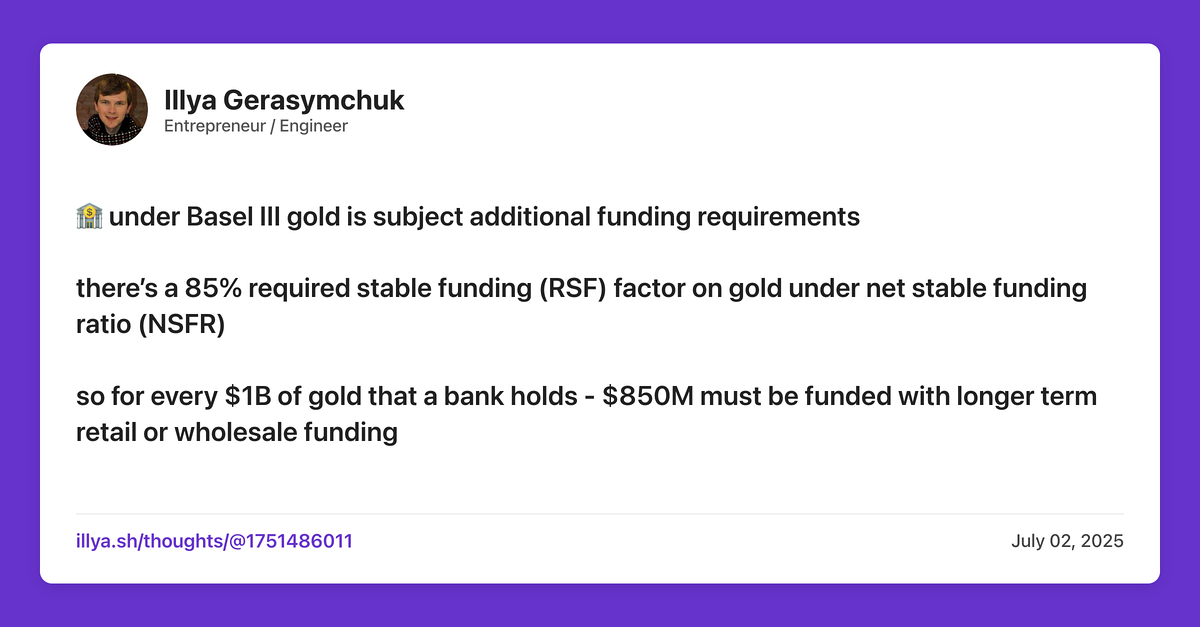 Illya Gerasymchuk
Entrepreneur / Engineer
🏦 under Basel III gold is subject additional funding requirements
there’s a 85% required stable funding (RSF) factor on gold under net stable funding
ratio (NSFR)
so for every $1B of gold that a bank holds - $850M must be funded with longer term
retail or wholesale funding
illya.sh/thoughts/@1751486011
July 02, 2025